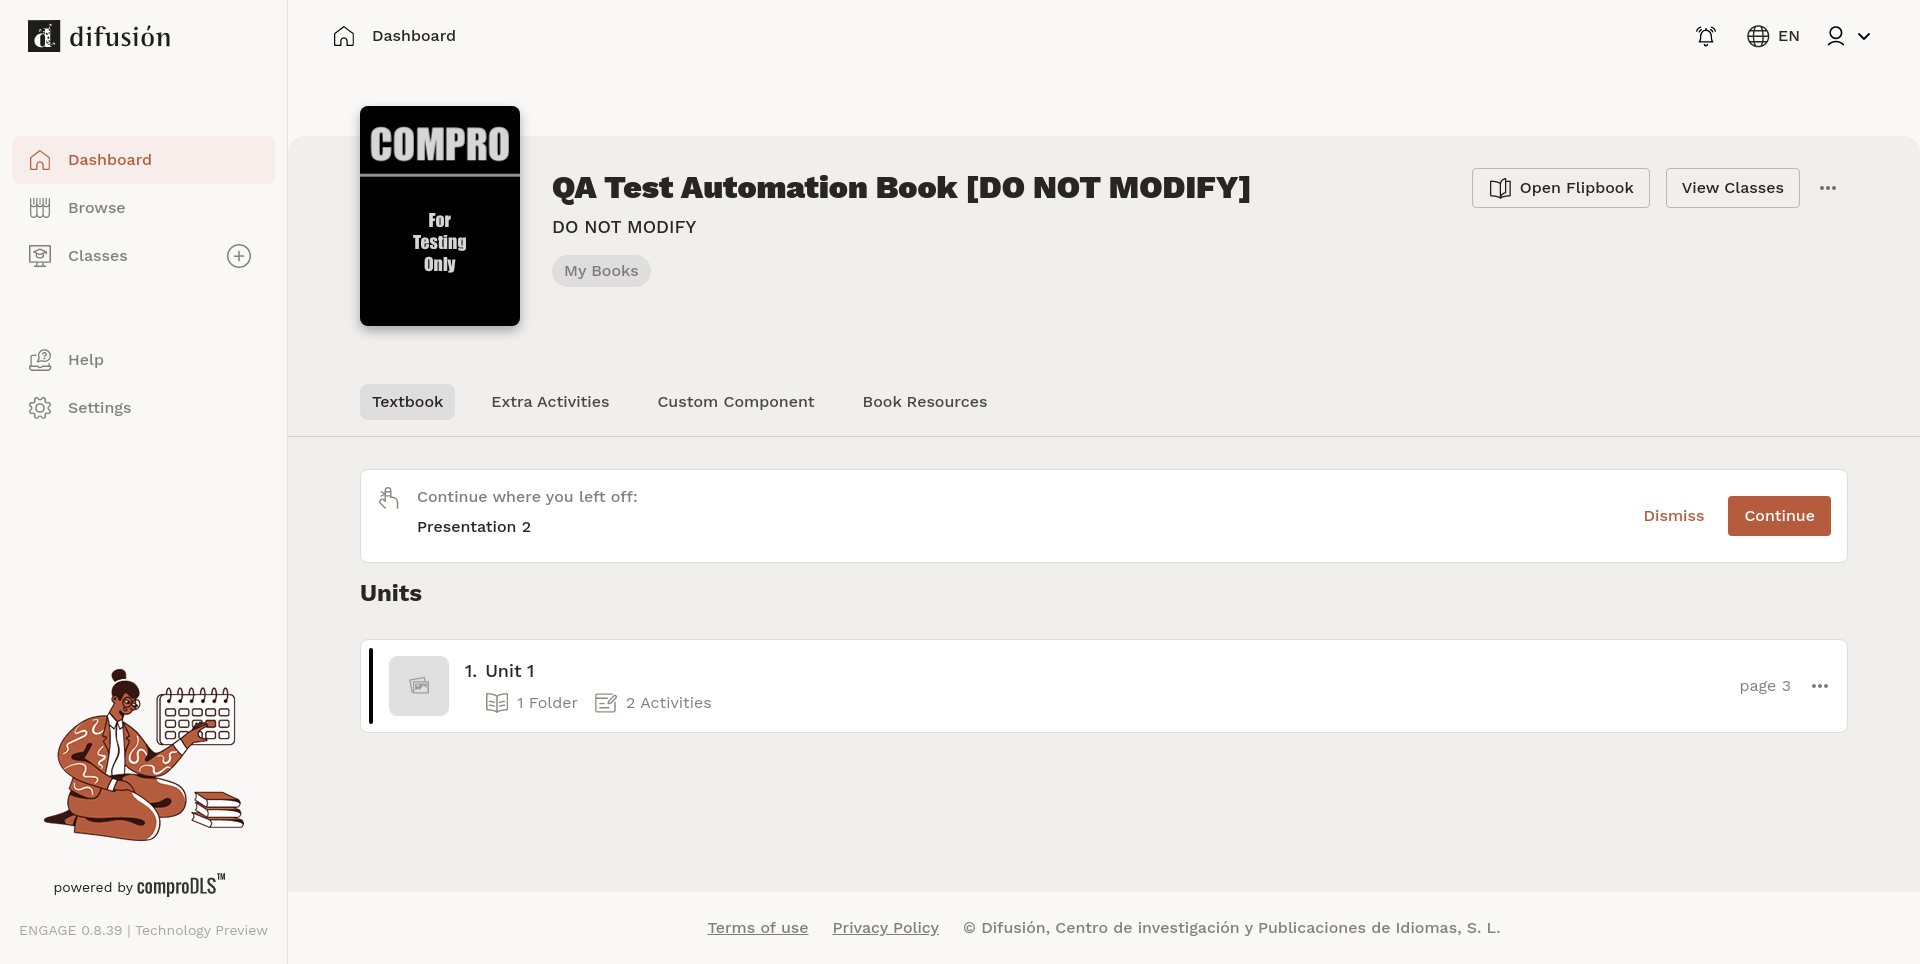 difusión
Dashboard
Browse
Classes
Help
Settings
powered by comproDLS™
ENGAGE 0.8.39 | Technology Preview
Dashboard
EN
COMPRO
For
Testing
Only
QA Test Automation Book [DO NOT MODIFY]
DO NOT MODIFY
My Books
Open Flipbook
View Classes
Textbook
Extra Activities
Custom Component
Book Resources
Continue where you left off:
Presentation 2
Dismiss
Continue
Units
1. Unit 1
1 Folder
2 Activities
page 3
Terms of use
Privacy Policy
© Difusión, Centro de investigación y Publicaciones de Idiomas, S. L.